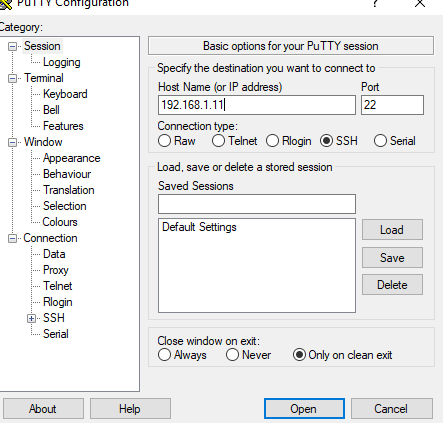 PuTTY Configuration
?
Category:
Session
Logging
Terminal
Keyboard
Bell
Features
Window
Appearance
Behaviour
Translation
Selection
Colours
Connection
Data
Proxy
Telnet
Rlogin
SSH
Serial
Basic options for your PuTTY session
Specify the destination you want to connect to
Host Name (or IP address) Port
192.168.1.11 22
Connection type:
Raw Telnet Rlogin SSH Serial
Load, save or delete a stored session
Saved Sessions
Default Settings
Load
Save
Delete
Close window on exit:
Always Never Only on clean exit
About Help Open Cancel